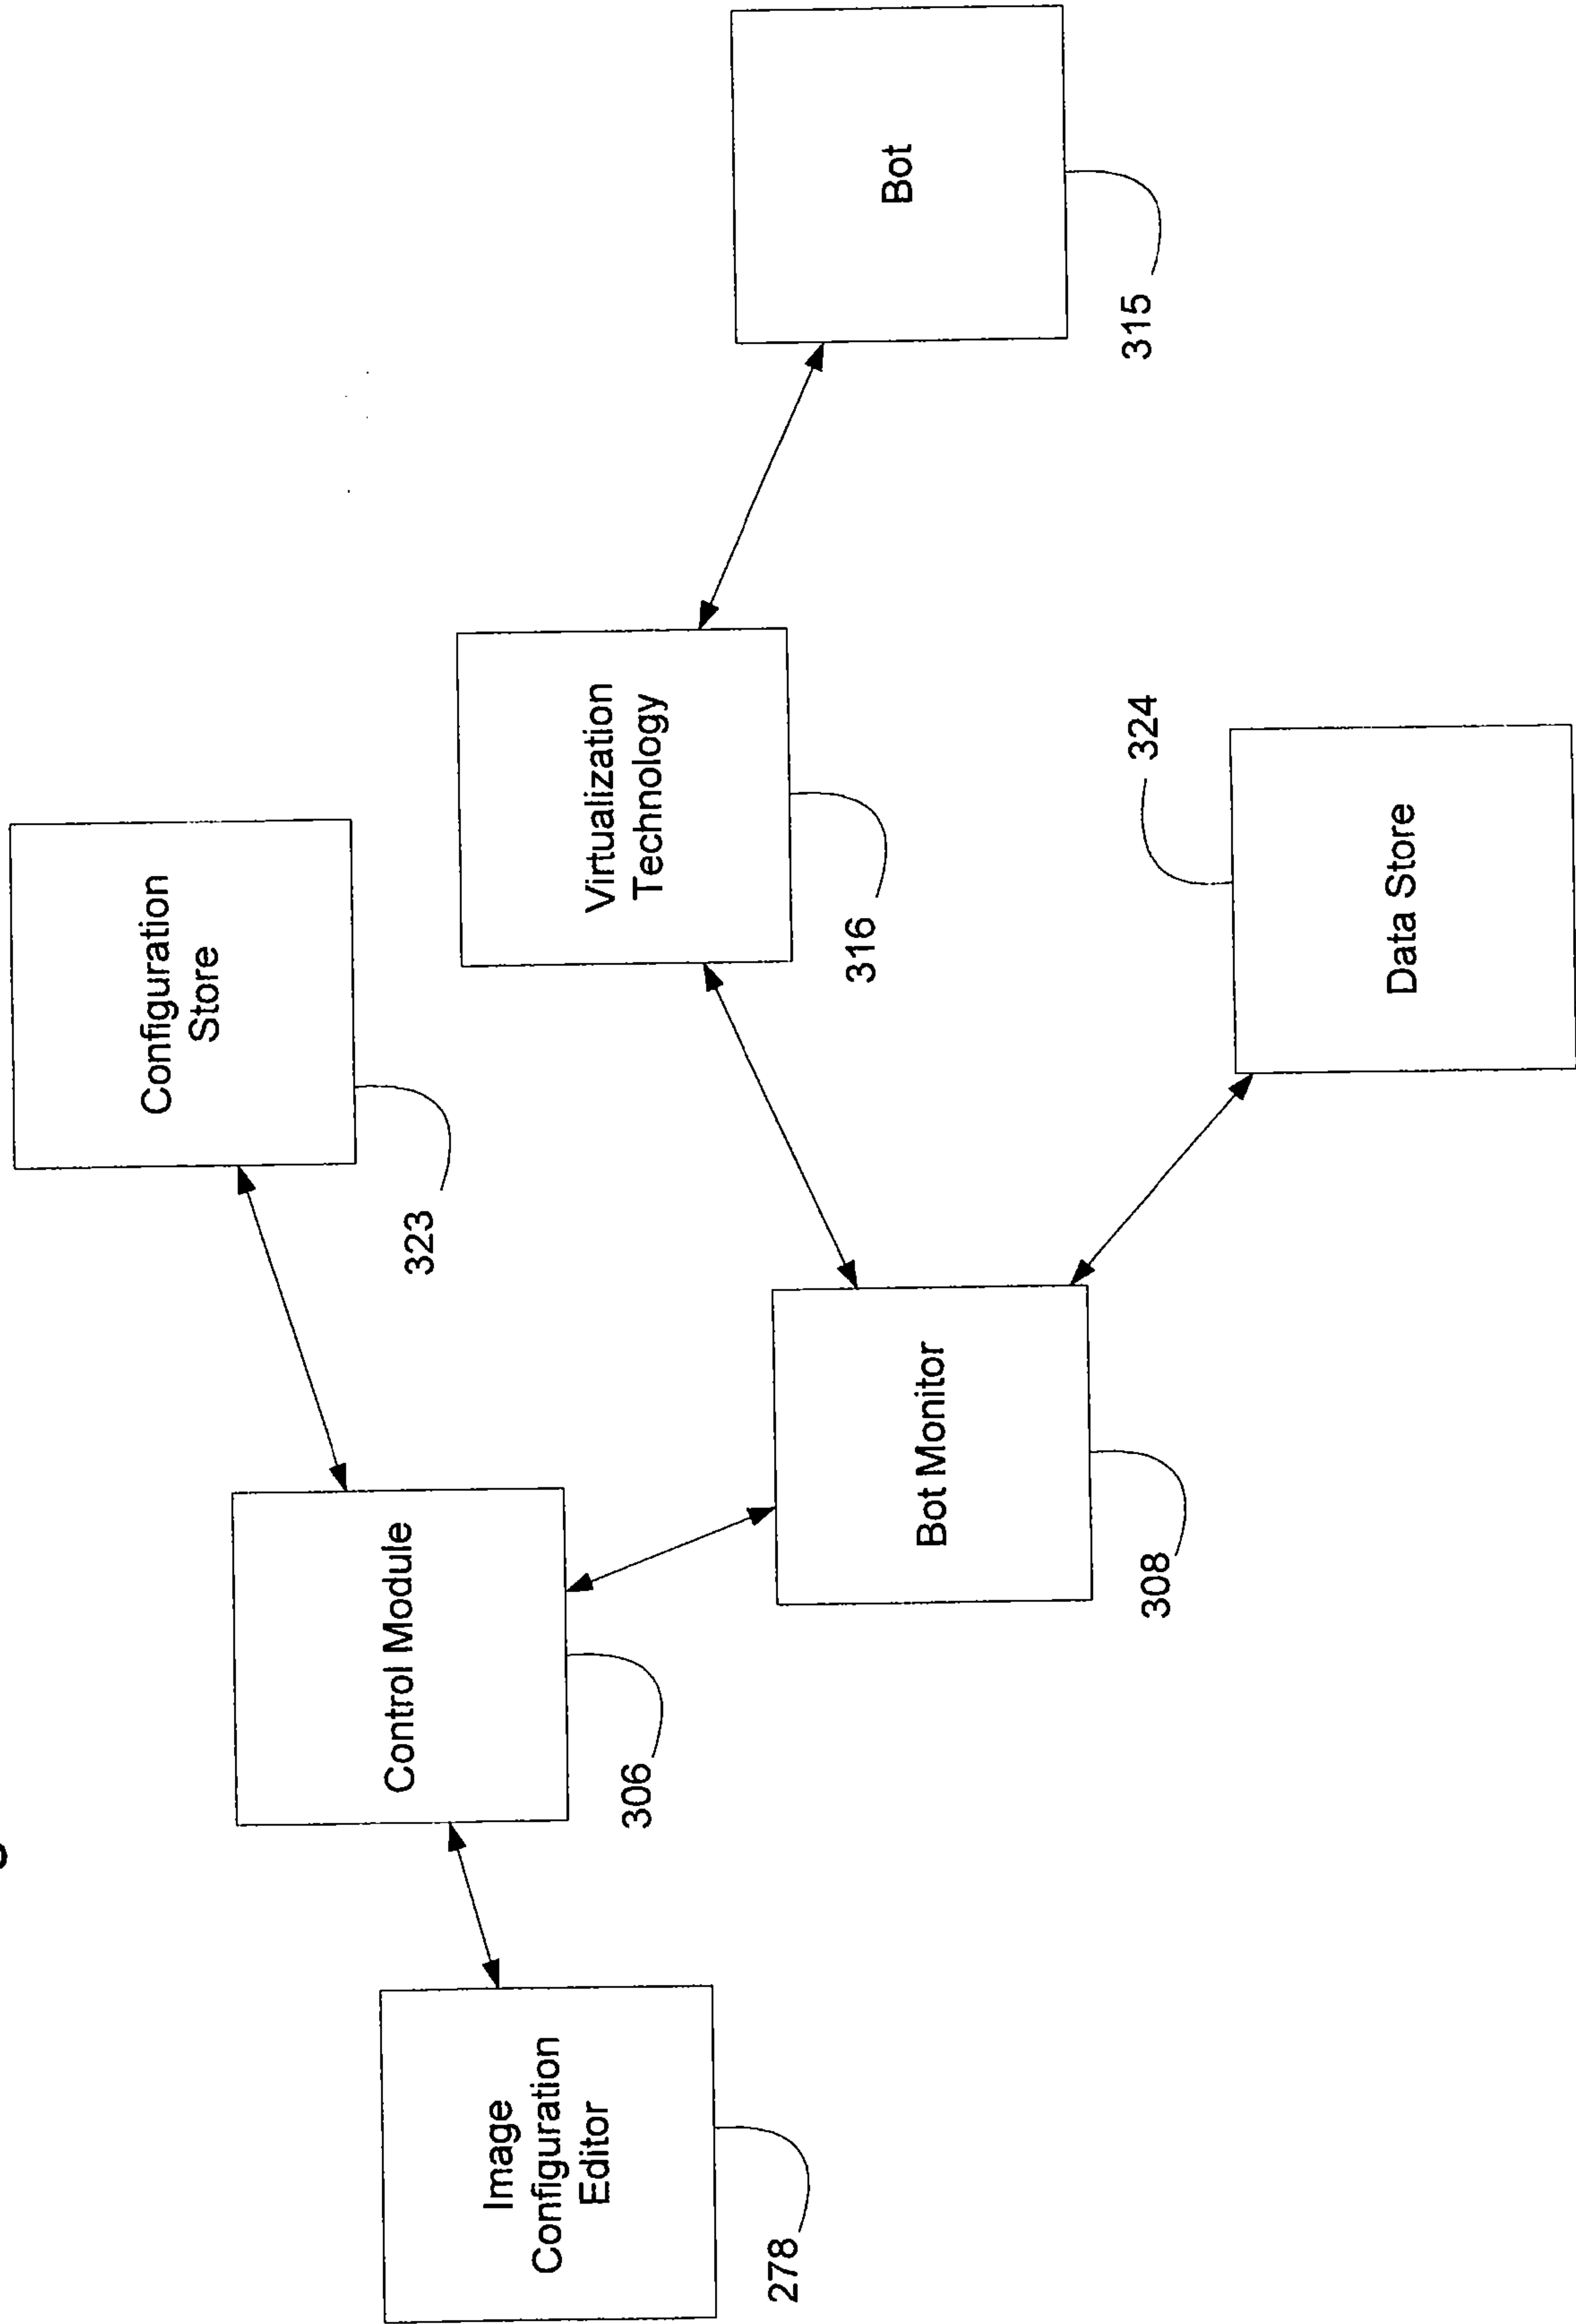 Configuration
Store
323
Image
Configuration
Editor
278
Control Module
306
Virtualization
Technology
316
Bot Monitor
308
Bot
315
324
Data Store